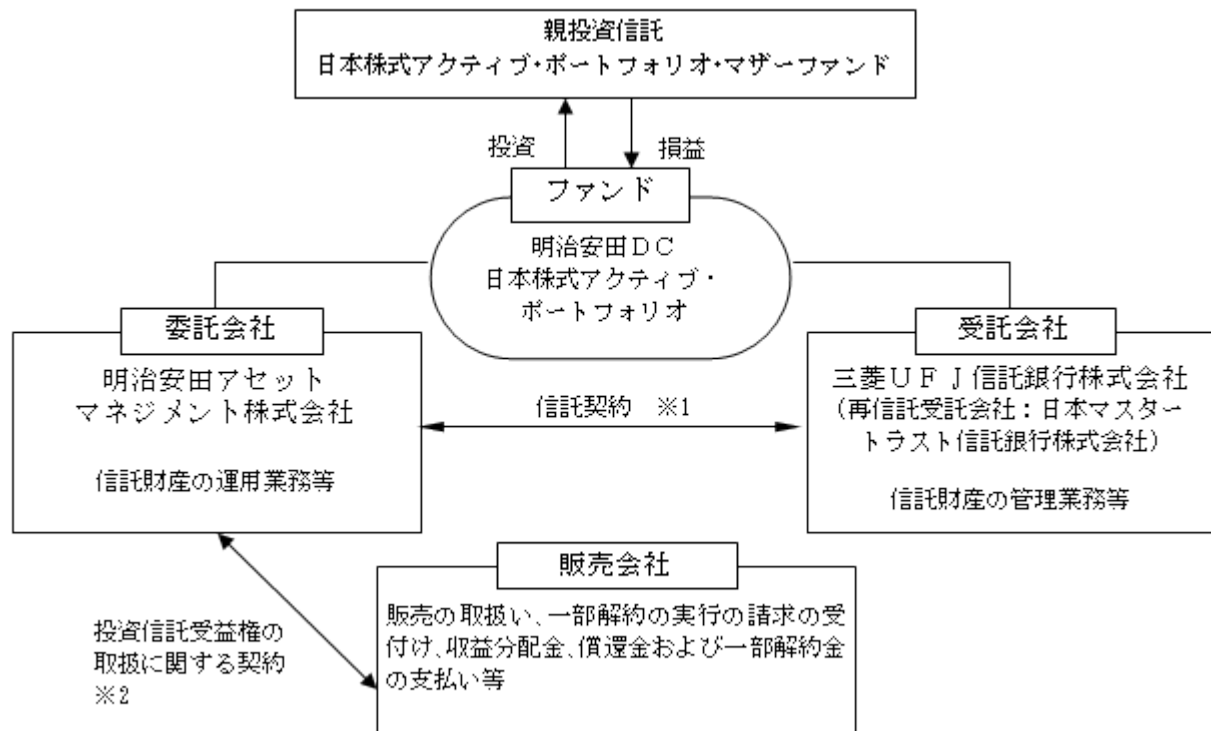 親投資信託
日本株式アクティブ・ポートフォリオ・マザーファンド
投資
損益
ファンド
明治安田DC
日本株式アクティブ・
ポートフォリオ
委託会社
明治安田アセット
マネジメント株式会社
信託財産の運用業務等
信託契約 ※1
受託会社
三菱UFJ信託銀行株式会社
(再信託受託会社:日本マスター
トラスト信託銀行株式会社)
信託財産の管理業務等
投資信託受益権の
取扱に関する契約
※2
販売会社
販売の取扱い、一部解約の実行の請求の受
付け、収益分配金、償還金および一部解約金
の支払い等